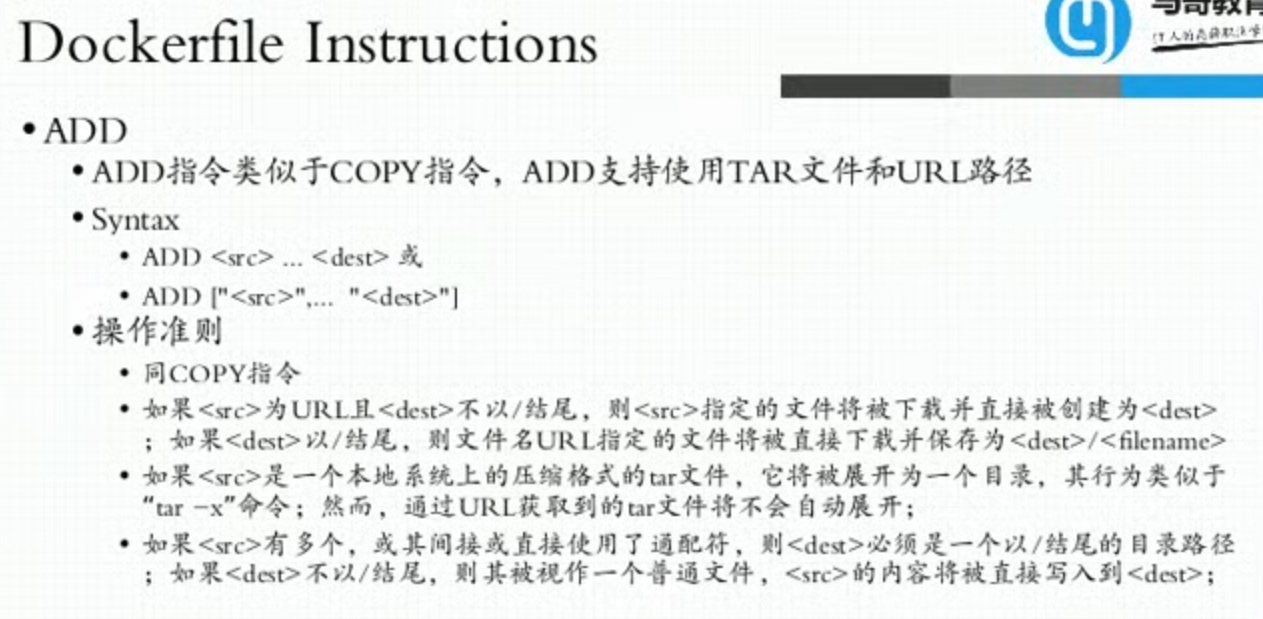 Dockerfile Instructions
• ADD
• ADD指令类似于COPY指令，ADD支持使用TAR文件和URL路径
• Syntax
• ADD <src> ... <dest> 或
• ADD ["<src>",... "<dest>"]
• 操作准则
• 同COPY指令
• 如果<src>为URL且<dest>不以/结尾，则<src>指定的文件将被下载并直接被创建为<dest>
；如果<dest>以/结尾，则文件名URL指定的文件将被直接下载并保存为<dest>/<filename>
• 如果<src>是一个本地系统上的压缩格式的tar文件，它将被展开为一个目录，其行为类似于
“tar –x”命令；然而，通过URL获取到的tar文件将不会自动展开；
• 如果<src>有多个，或其间接或直接使用了通配符，则<dest>必须是一个以/结尾的目录路径
；如果<dest>不以/结尾，则其被视作一个普通文件，<src>的内容将被直接写入到<dest>；